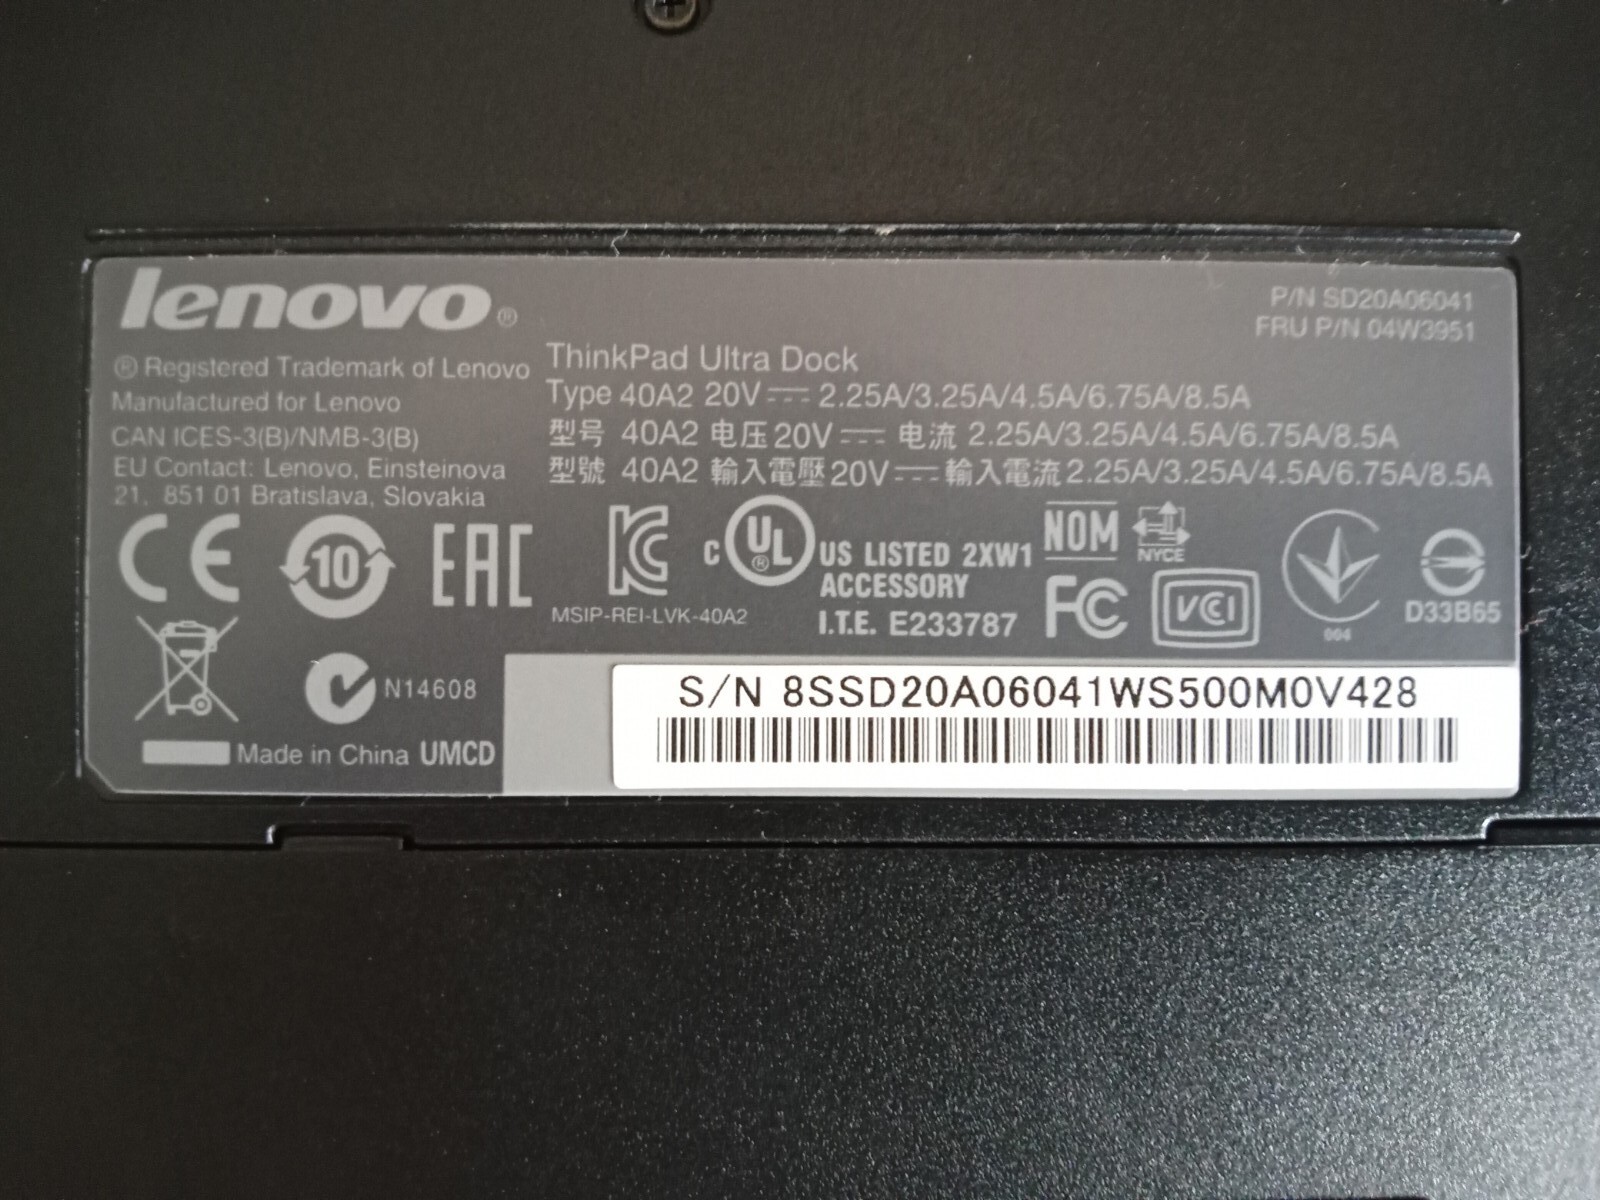 lenovo®
P/N SD20A06041
FRU P/N 04W3951
® Registered Trademark of Lenovo
Manufactured for Lenovo
CAN ICES-3(B)/NMB-3(B)
EU Contact: Lenovo, Einsteinova
21, 851 01 Bratislava, Slovakia
ThinkPad Ultra Dock
Type 40A2 20V⎓ 2.25A/3.25A/4.5A/6.75A/8.5A
型号 40A2 电压 20V⎓ 电流 2.25A/3.25A/4.5A/6.75A/8.5A
型號 40A2 輸入電壓 20V⎓ 輸入電流 2.25A/3.25A/4.5A/6.75A/8.5A
CE 10 EAC KC
MSIP-REI-LVK-40A2
C UL® US LISTED 2XW1
ACCESSORY
I.T.E. E233787
NOM NYCE
FC VCI
004
D33B65
N14608
Made in China UMCD
S/N 8SSD20A06041WS500M0V428